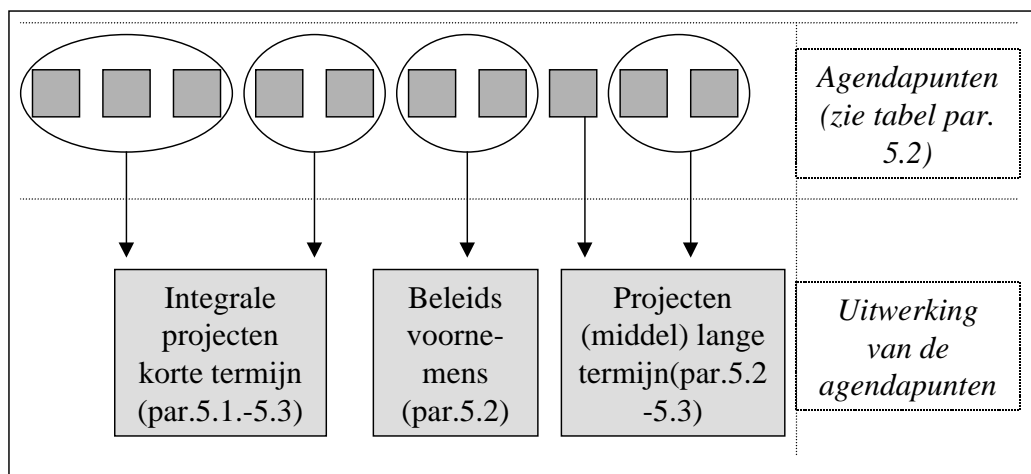 Agendapunten
(zie tabel par.
5.2)
Integrale
projecten
korte termijn
(par.5.1.-5.3)
Beleids
voorne-
mens
(par.5.2)
Projecten
(middel) lange
termijn(par.5.2
-5.3)
Uitwerking
van de
agendapunten